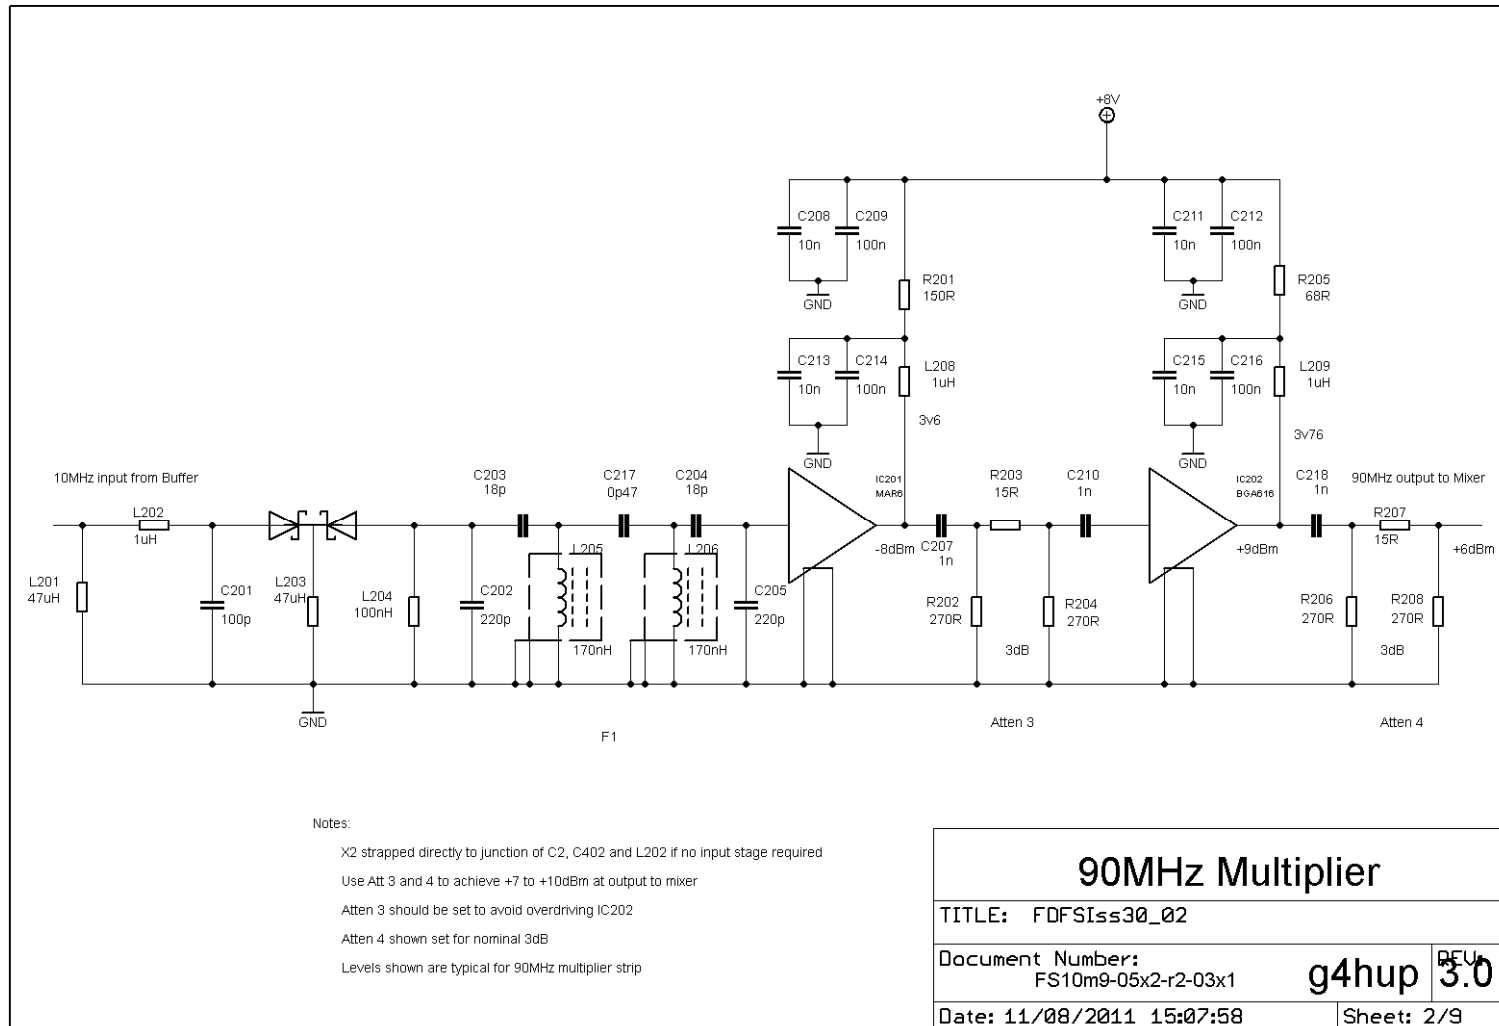 +8V
C208
10n
C209
100n
GND
R201
150R
C211
10n
C212
100n
GND
R205
68R
C213
10n
C214
100n
GND
L208
1uH
3v6
C215
10n
C216
100n
GND
L209
1uH
3v76
10MHz input from Buffer
L202
1uH
L201
47uH
C201
100p
L203
47uH
GND
L204
100nH
C203
18p
C202
220p
C217
0p47
C204
18p
L205
170nH
L206
170nH
C205
220p
F1
IC201
MAR6
-8dBm
C207
1n
R203
15R
R202
270R
R204
270R
3dB
Atten 3
C210
1n
IC202
BGA616
+9dBm
C218
1n
90MHz output to Mixer
R207
15R
+6dBm
R206
270R
R208
270R
3dB
Atten 4
Notes:
X2 strapped directly to junction of C2, C402 and L202 if no input stage required
Use Att 3 and 4 to achieve +7 to +10dBm at output to mixer
Atten 3 should be set to avoid overdriving IC202
Atten 4 shown set for nominal 3dB
Levels shown are typical for 90MHz multiplier strip
90MHz Multiplier
TITLE: FDFSIss30_02
Document Number:
FS10m9-05x2-r2-03x1
g4hup
REV:
3.0
Date: 11/08/2011 15:07:58
Sheet: 2/9